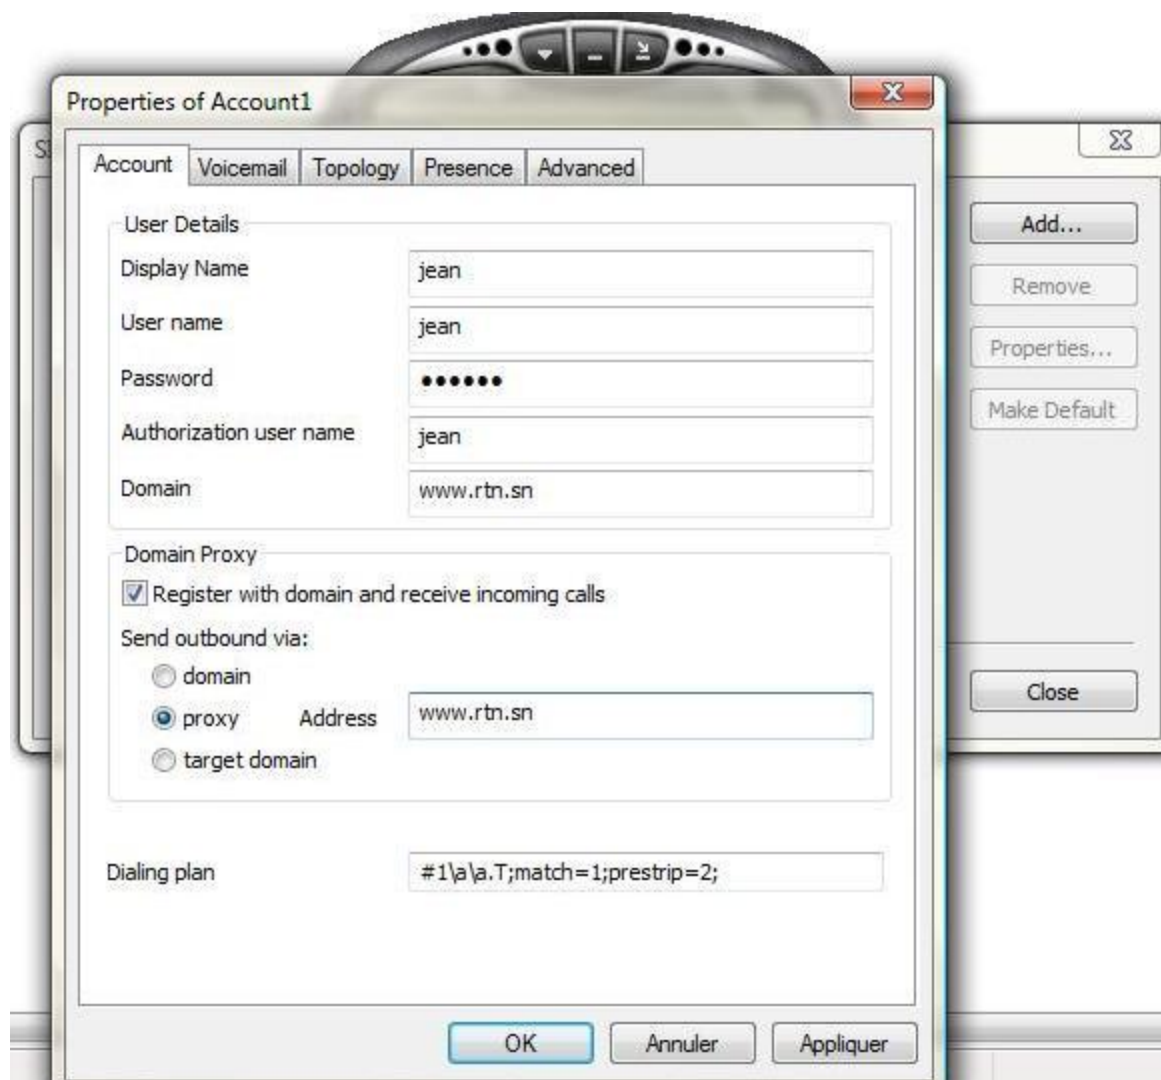 Properties of Account1
Account Voicemail Topology Presence Advanced
User Details
Display Name jean
User name jean
Password ••••••
Authorization user name jean
Domain www.rtn.sn
Domain Proxy
Register with domain and receive incoming calls
Send outbound via:
domain
proxy Address www.rtn.sn
target domain
Dialing plan #1\a\a.T;match=1;prestrip=2;
OK Annuler Appliquer
Add...
Remove
Properties...
Make Default
Close